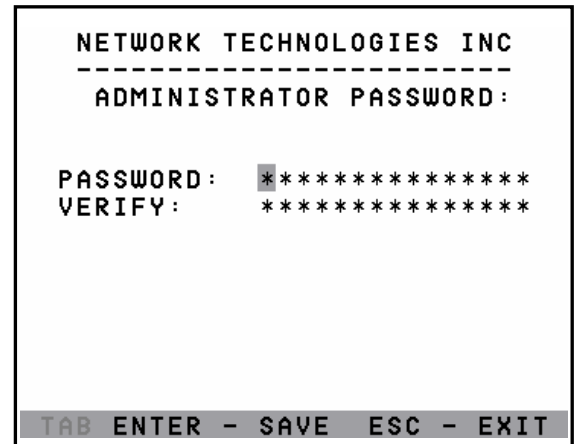 NETWORK TECHNOLOGIES INC
------------------------
ADMINISTRATOR PASSWORD:
PASSWORD: ***************
VERIFY: ***************
TAB ENTER - SAVE ESC - EXIT